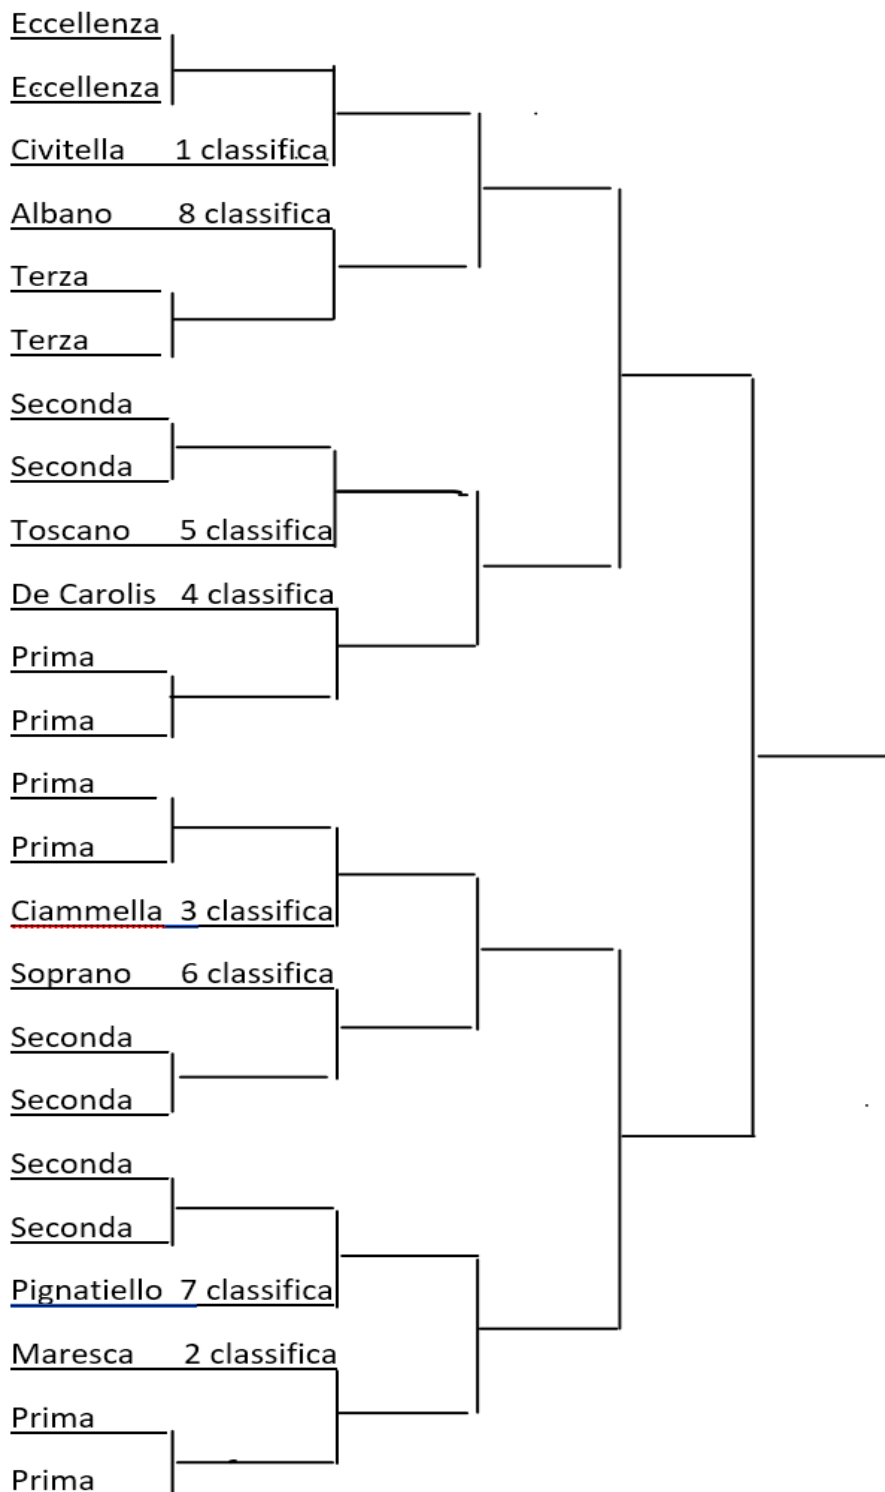 Eccellenza
Eccellenza
Civitella 1 classifica
Albano 8 classifica
Terza
Terza
Seconda
Seconda
Toscano 5 classifica
De Carolis 4 classifica
Prima
Prima
Prima
Prima
Ciammella 3 classifica
Soprano 6 classifica
Seconda
Seconda
Seconda
Seconda
Pignatiello 7 classifica
Maresca 2 classifica
Prima
Prima